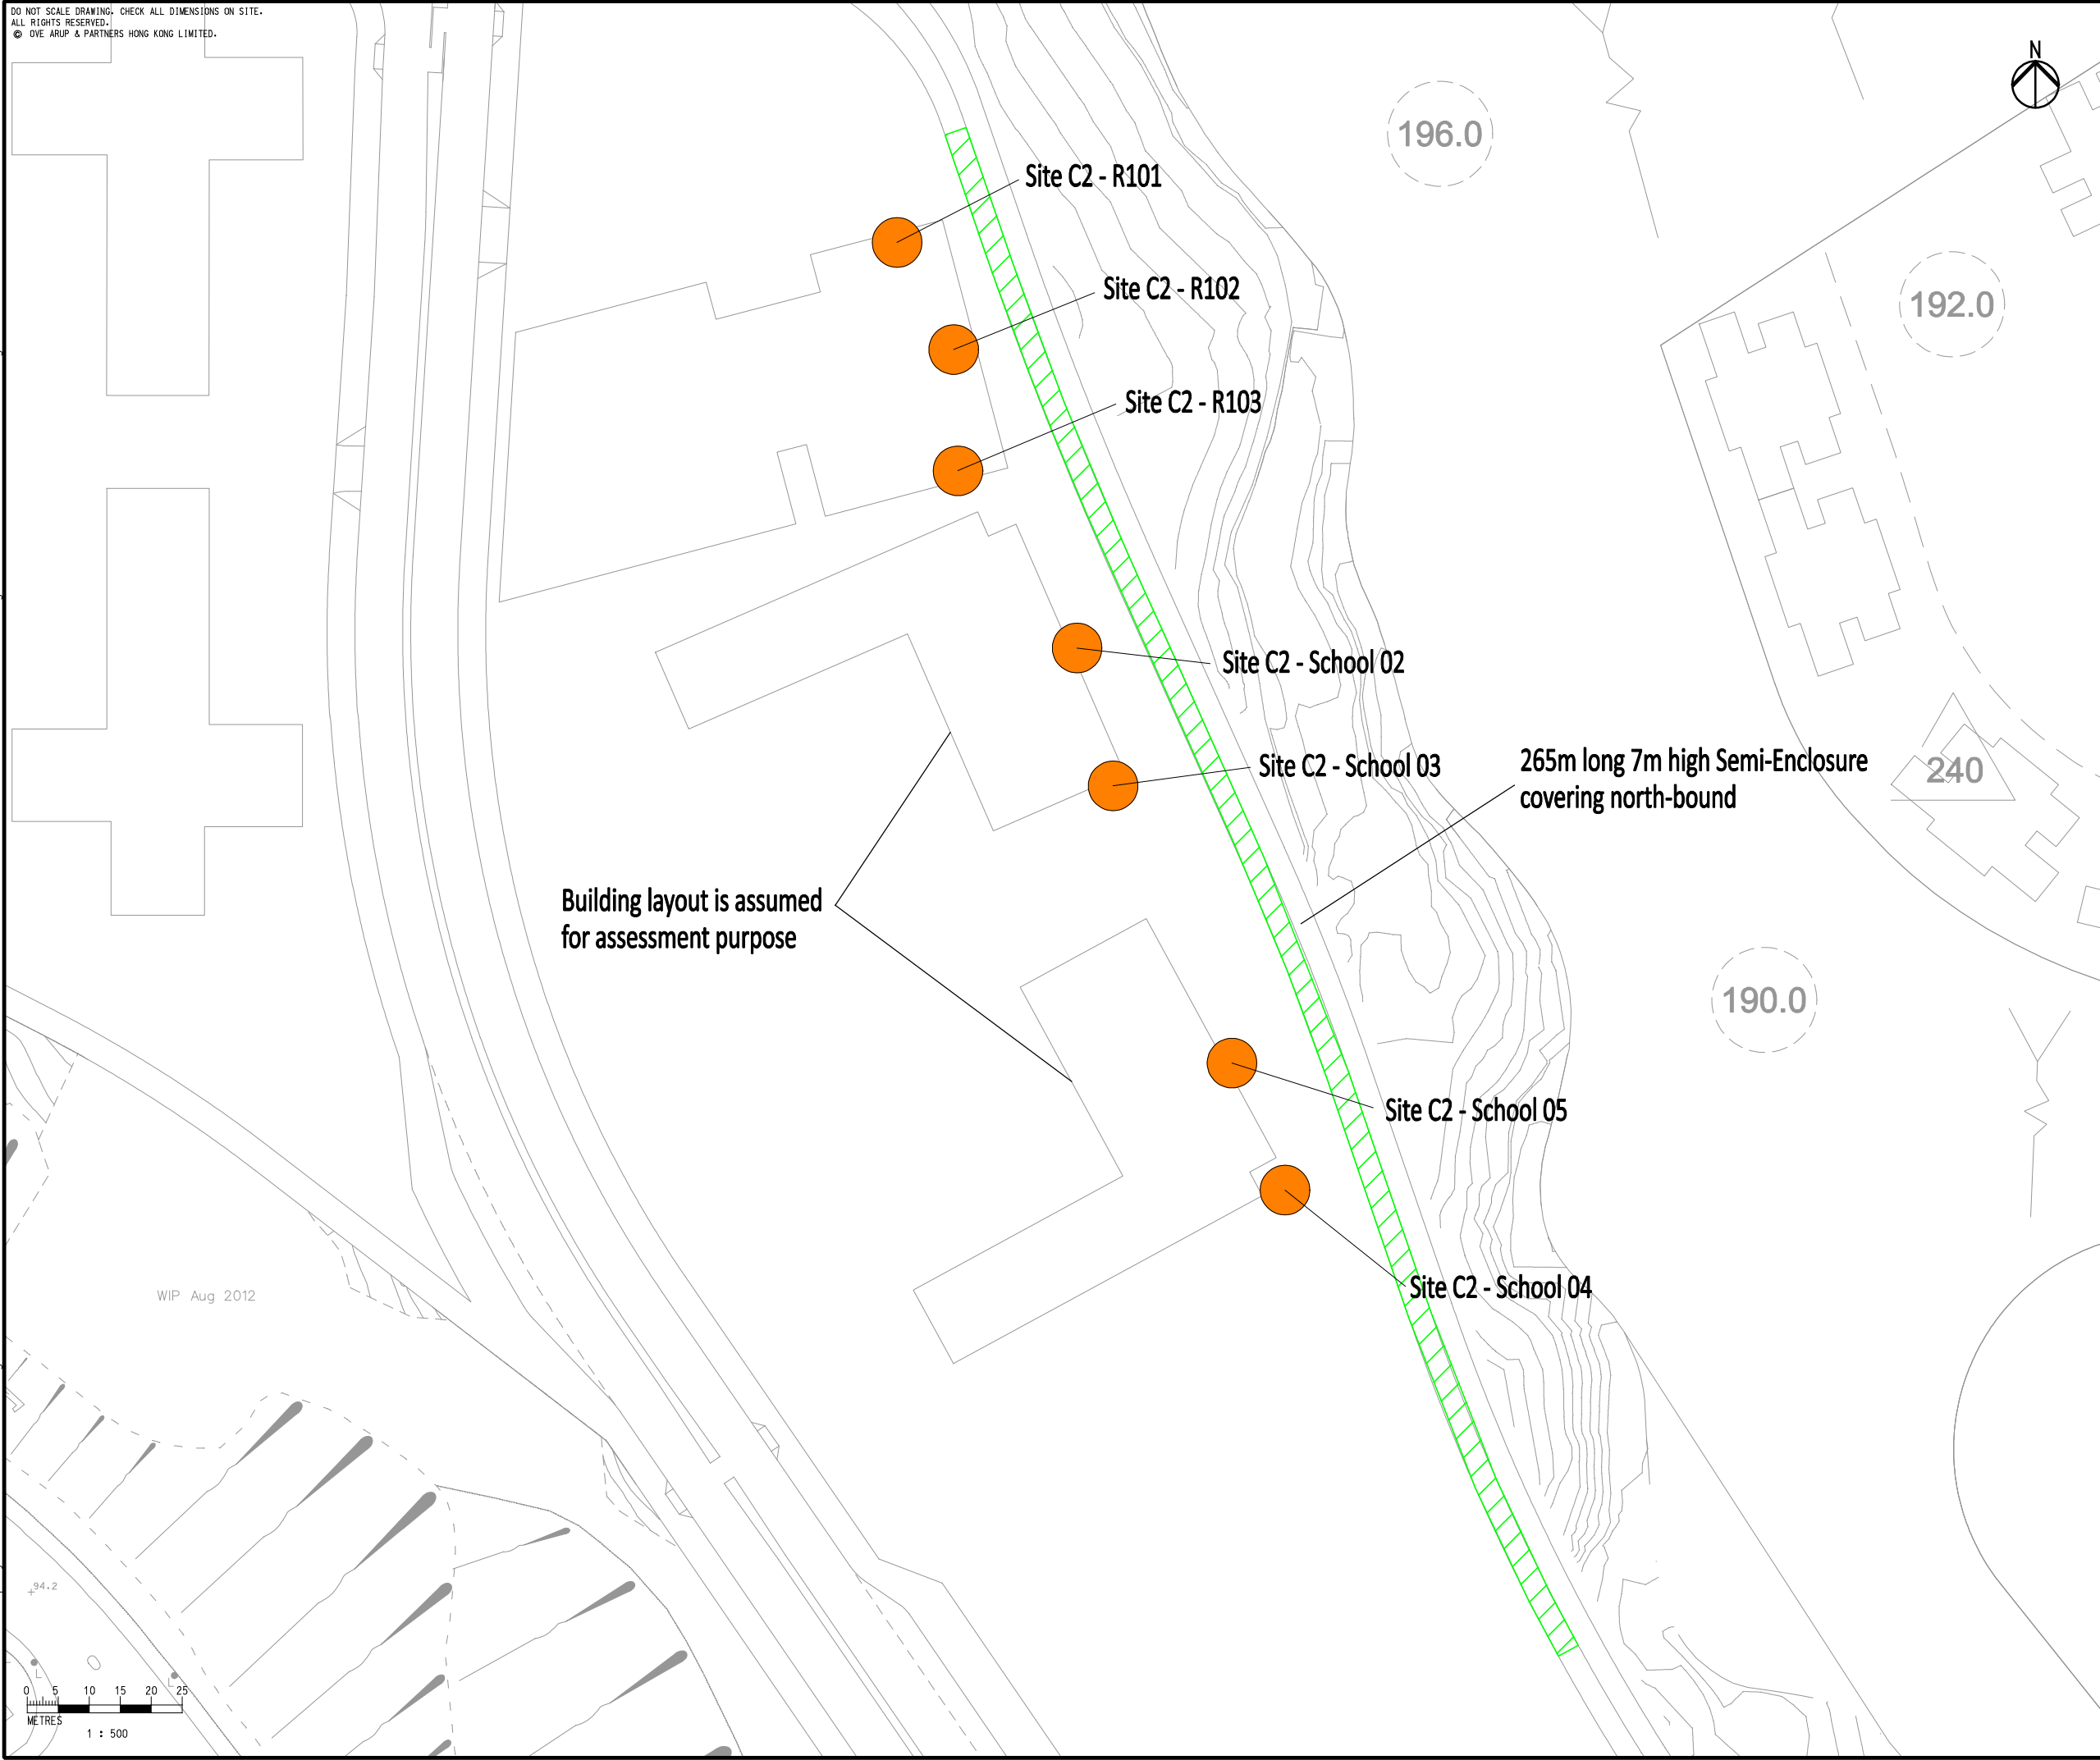 DO NOT SCALE DRAWING. CHECK ALL DIMENSIONS ON SITE.
ALL RIGHTS RESERVED.
© OVE ARUP & PARTNERS HONG KONG LIMITED.
N
196.0
Site C2 - R101
Site C2 - R102
192.0
Site C2 - R103
Site C2 - School 02
Site C2 - School 03
265m long 7m high Semi-Enclosure
covering north-bound
240
Building layout is assumed
for assessment purpose
190.0
Site C2 - School 05
Site C2 - School 04
WIP Aug 2012
+94.2
0 5 10 15 20 25
METRES
1 : 500